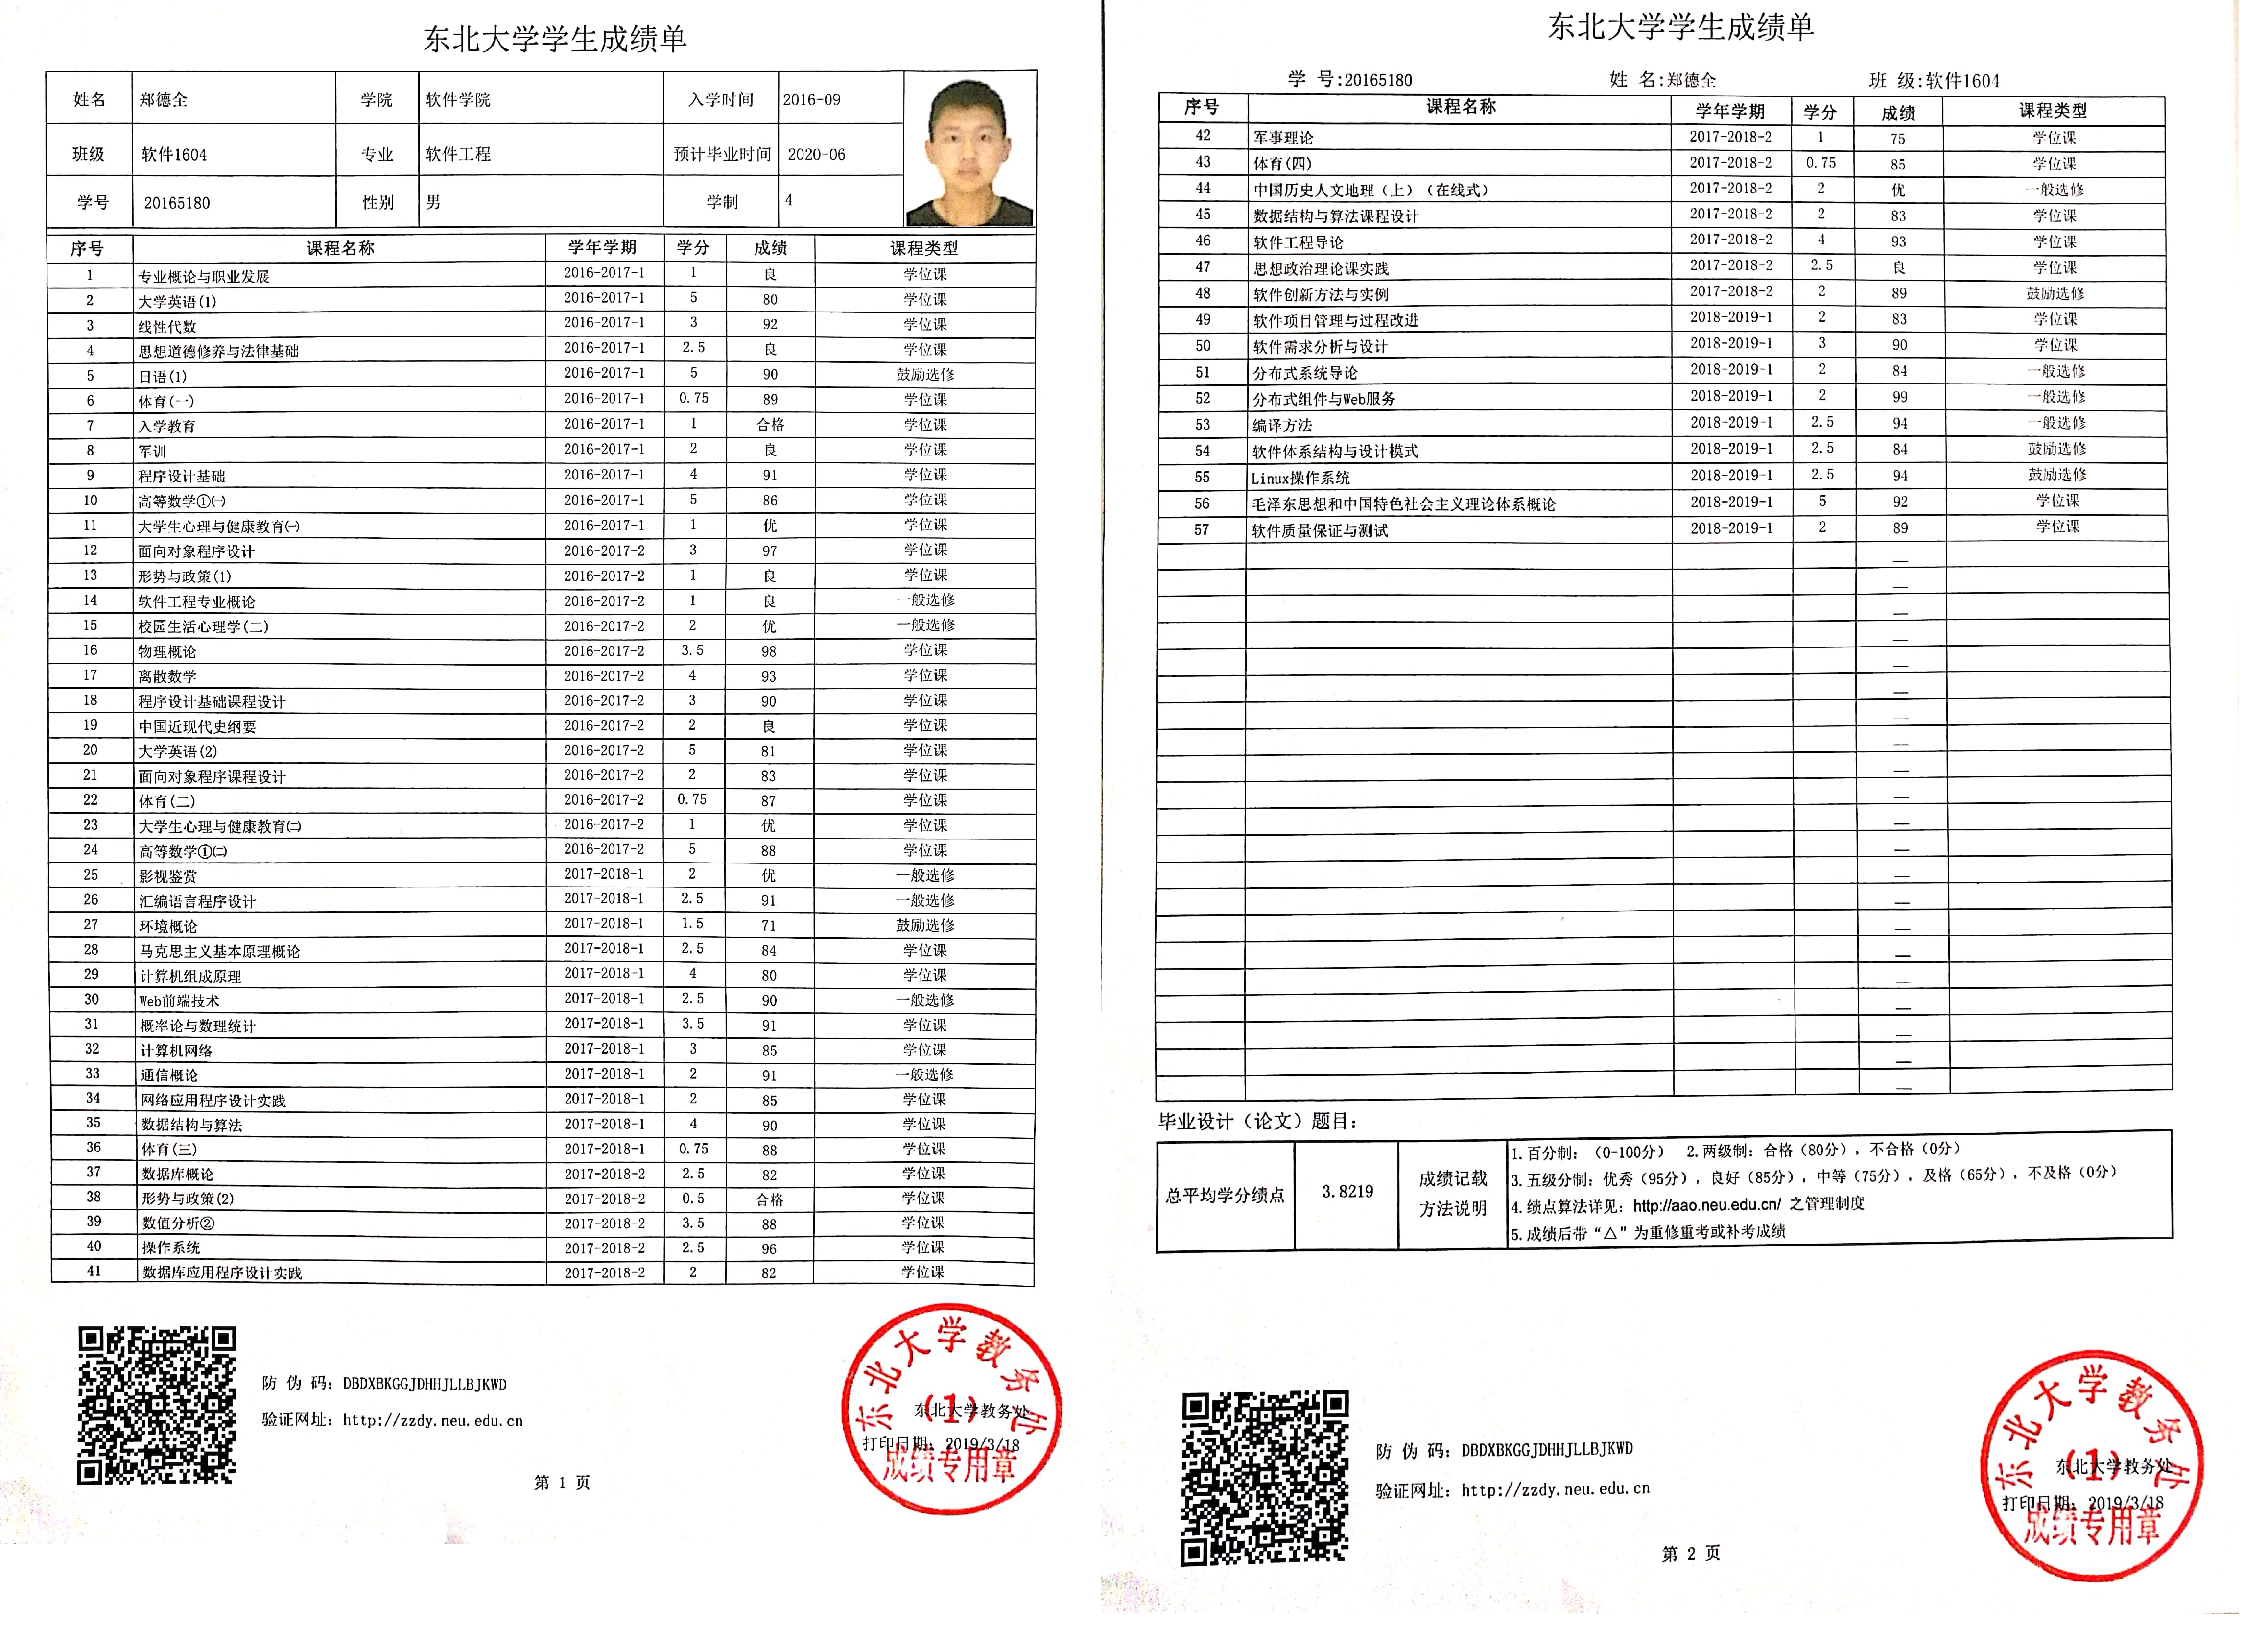 东北大学学生成绩单
姓名 郑德全 学院 软件学院 入学时间 2016-09
班级 软件1604 专业 软件工程 预计毕业时间 2020-06
学号 20165180 性别 男 学制 4
序号 课程名称 学年学期 学分 成绩 课程类型
1 专业概论与职业发展 2016-2017-1 1 良 学位课
2 大学英语(1) 2016-2017-1 5 80 学位课
3 线性代数 2016-2017-1 3 92 学位课
4 思想道德修养与法律基础 2016-2017-1 2.5 良 学位课
5 日语(1) 2016-2017-1 5 90 鼓励选修
6 体育(一) 2016-2017-1 0.75 89 学位课
7 入学教育 2016-2017-1 1 合格 学位课
8 军训 2016-2017-1 2 良 学位课
9 程序设计基础 2016-2017-1 4 91 学位课
10 高等数学①㈠ 2016-2017-1 5 86 学位课
11 大学生心理与健康教育㈠ 2016-2017-1 1 优 学位课
12 面向对象程序设计 2016-2017-2 3 97 学位课
13 形势与政策(1) 2016-2017-2 1 良 学位课
14 软件工程专业概论 2016-2017-2 1 良 一般选修
15 校园生活心理学(二) 2016-2017-2 2 优 一般选修
16 物理概论 2016-2017-2 3.5 98 学位课
17 离散数学 2016-2017-2 4 93 学位课
18 程序设计基础课程设计 2016-2017-2 3 90 学位课
19 中国近现代史纲要 2016-2017-2 2 良 学位课
20 大学英语(2) 2016-2017-2 5 81 学位课
21 面向对象程序课程设计 2016-2017-2 2 83 学位课
22 体育(二) 2016-2017-2 0.75 87 学位课
23 大学生心理与健康教育㈡ 2016-2017-2 1 优 学位课
24 高等数学①㈡ 2016-2017-2 5 88 学位课
25 影视鉴赏 2017-2018-1 2 优 一般选修
26 汇编语言程序设计 2017-2018-1 2.5 91 一般选修
27 环境概论 2017-2018-1 1.5 71 鼓励选修
28 马克思主义基本原理概论 2017-2018-1 2.5 84 学位课
29 计算机组成原理 2017-2018-1 4 80 学位课
30 Web前端技术 2017-2018-1 2.5 90 一般选修
31 概率论与数理统计 2017-2018-1 3.5 91 学位课
32 计算机网络 2017-2018-1 3 85 学位课
33 通信概论 2017-2018-1 2 91 一般选修
34 网络应用程序设计实践 2017-2018-1 2 85 学位课
35 数据结构与算法 2017-2018-1 4 90 学位课
36 体育(三) 2017-2018-1 0.75 88 学位课
37 数据库概论 2017-2018-2 2.5 82 学位课
38 形势与政策(2) 2017-2018-2 0.5 合格 学位课
39 数值分析② 2017-2018-2 3.5 88 学位课
40 操作系统 2017-2018-2 2.5 96 学位课
41 数据库应用程序设计实践 2017-2018-2 2 82 学位课
防 伪 码: DBDXBKGGJDHHJLLBJKWD
验证网址: http://zzdy.neu.edu.cn
东北大学教务处
(1)
成绩专用章
东北大学教务处
打印日期: 2019/3/18
第 1 页
东北大学学生成绩单
学 号:20165180 姓 名:郑德全 班 级:软件1604
序号 课程名称 学年学期 学分 成绩 课程类型
42 军事理论 2017-2018-2 1 75 学位课
43 体育(四) 2017-2018-2 0.75 85 学位课
44 中国历史人文地理（上）（在线式） 2017-2018-2 2 优 一般选修
45 数据结构与算法课程设计 2017-2018-2 2 83 学位课
46 软件工程导论 2017-2018-2 4 93 学位课
47 思想政治理论课实践 2017-2018-2 2.5 良 学位课
48 软件创新方法与实例 2017-2018-2 2 89 鼓励选修
49 软件项目管理与过程改进 2018-2019-1 2 83 学位课
50 软件需求分析与设计 2018-2019-1 3 90 学位课
51 分布式系统导论 2018-2019-1 2 84 一般选修
52 分布式组件与Web服务 2018-2019-1 2 99 一般选修
53 编译方法 2018-2019-1 2.5 94 一般选修
54 软件体系结构与设计模式 2018-2019-1 2.5 84 鼓励选修
55 Linux操作系统 2018-2019-1 2.5 94 鼓励选修
56 毛泽东思想和中国特色社会主义理论体系概论 2018-2019-1 5 92 学位课
57 软件质量保证与测试 2018-2019-1 2 89 学位课
毕业设计（论文）题目:
总平均学分绩点 3.8219
成绩记载
方法说明
1.百分制：（0-100分） 2.两级制：合格（80分），不合格（0分）
3.五级分制：优秀（95分），良好（85分），中等（75分），及格（65分），不及格（0分）
4.绩点算法详见：http://aao.neu.edu.cn/ 之管理制度
5.成绩后带“△”为重修重考或补考成绩
防 伪 码: DBDXBKGGJDHHJLLBJKWD
验证网址: http://zzdy.neu.edu.cn
东北大学教务处
(1)
成绩专用章
东北大学教务处
打印日期: 2019/3/18
第 2 页